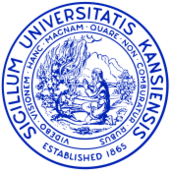 SIGILLUM UNIVERSITATIS KANSIENSIS
VIDEBO VISIONEM HANC MAGNAM QUARE NON COMBURATUR RUBUS
ESTABLISHED 1865